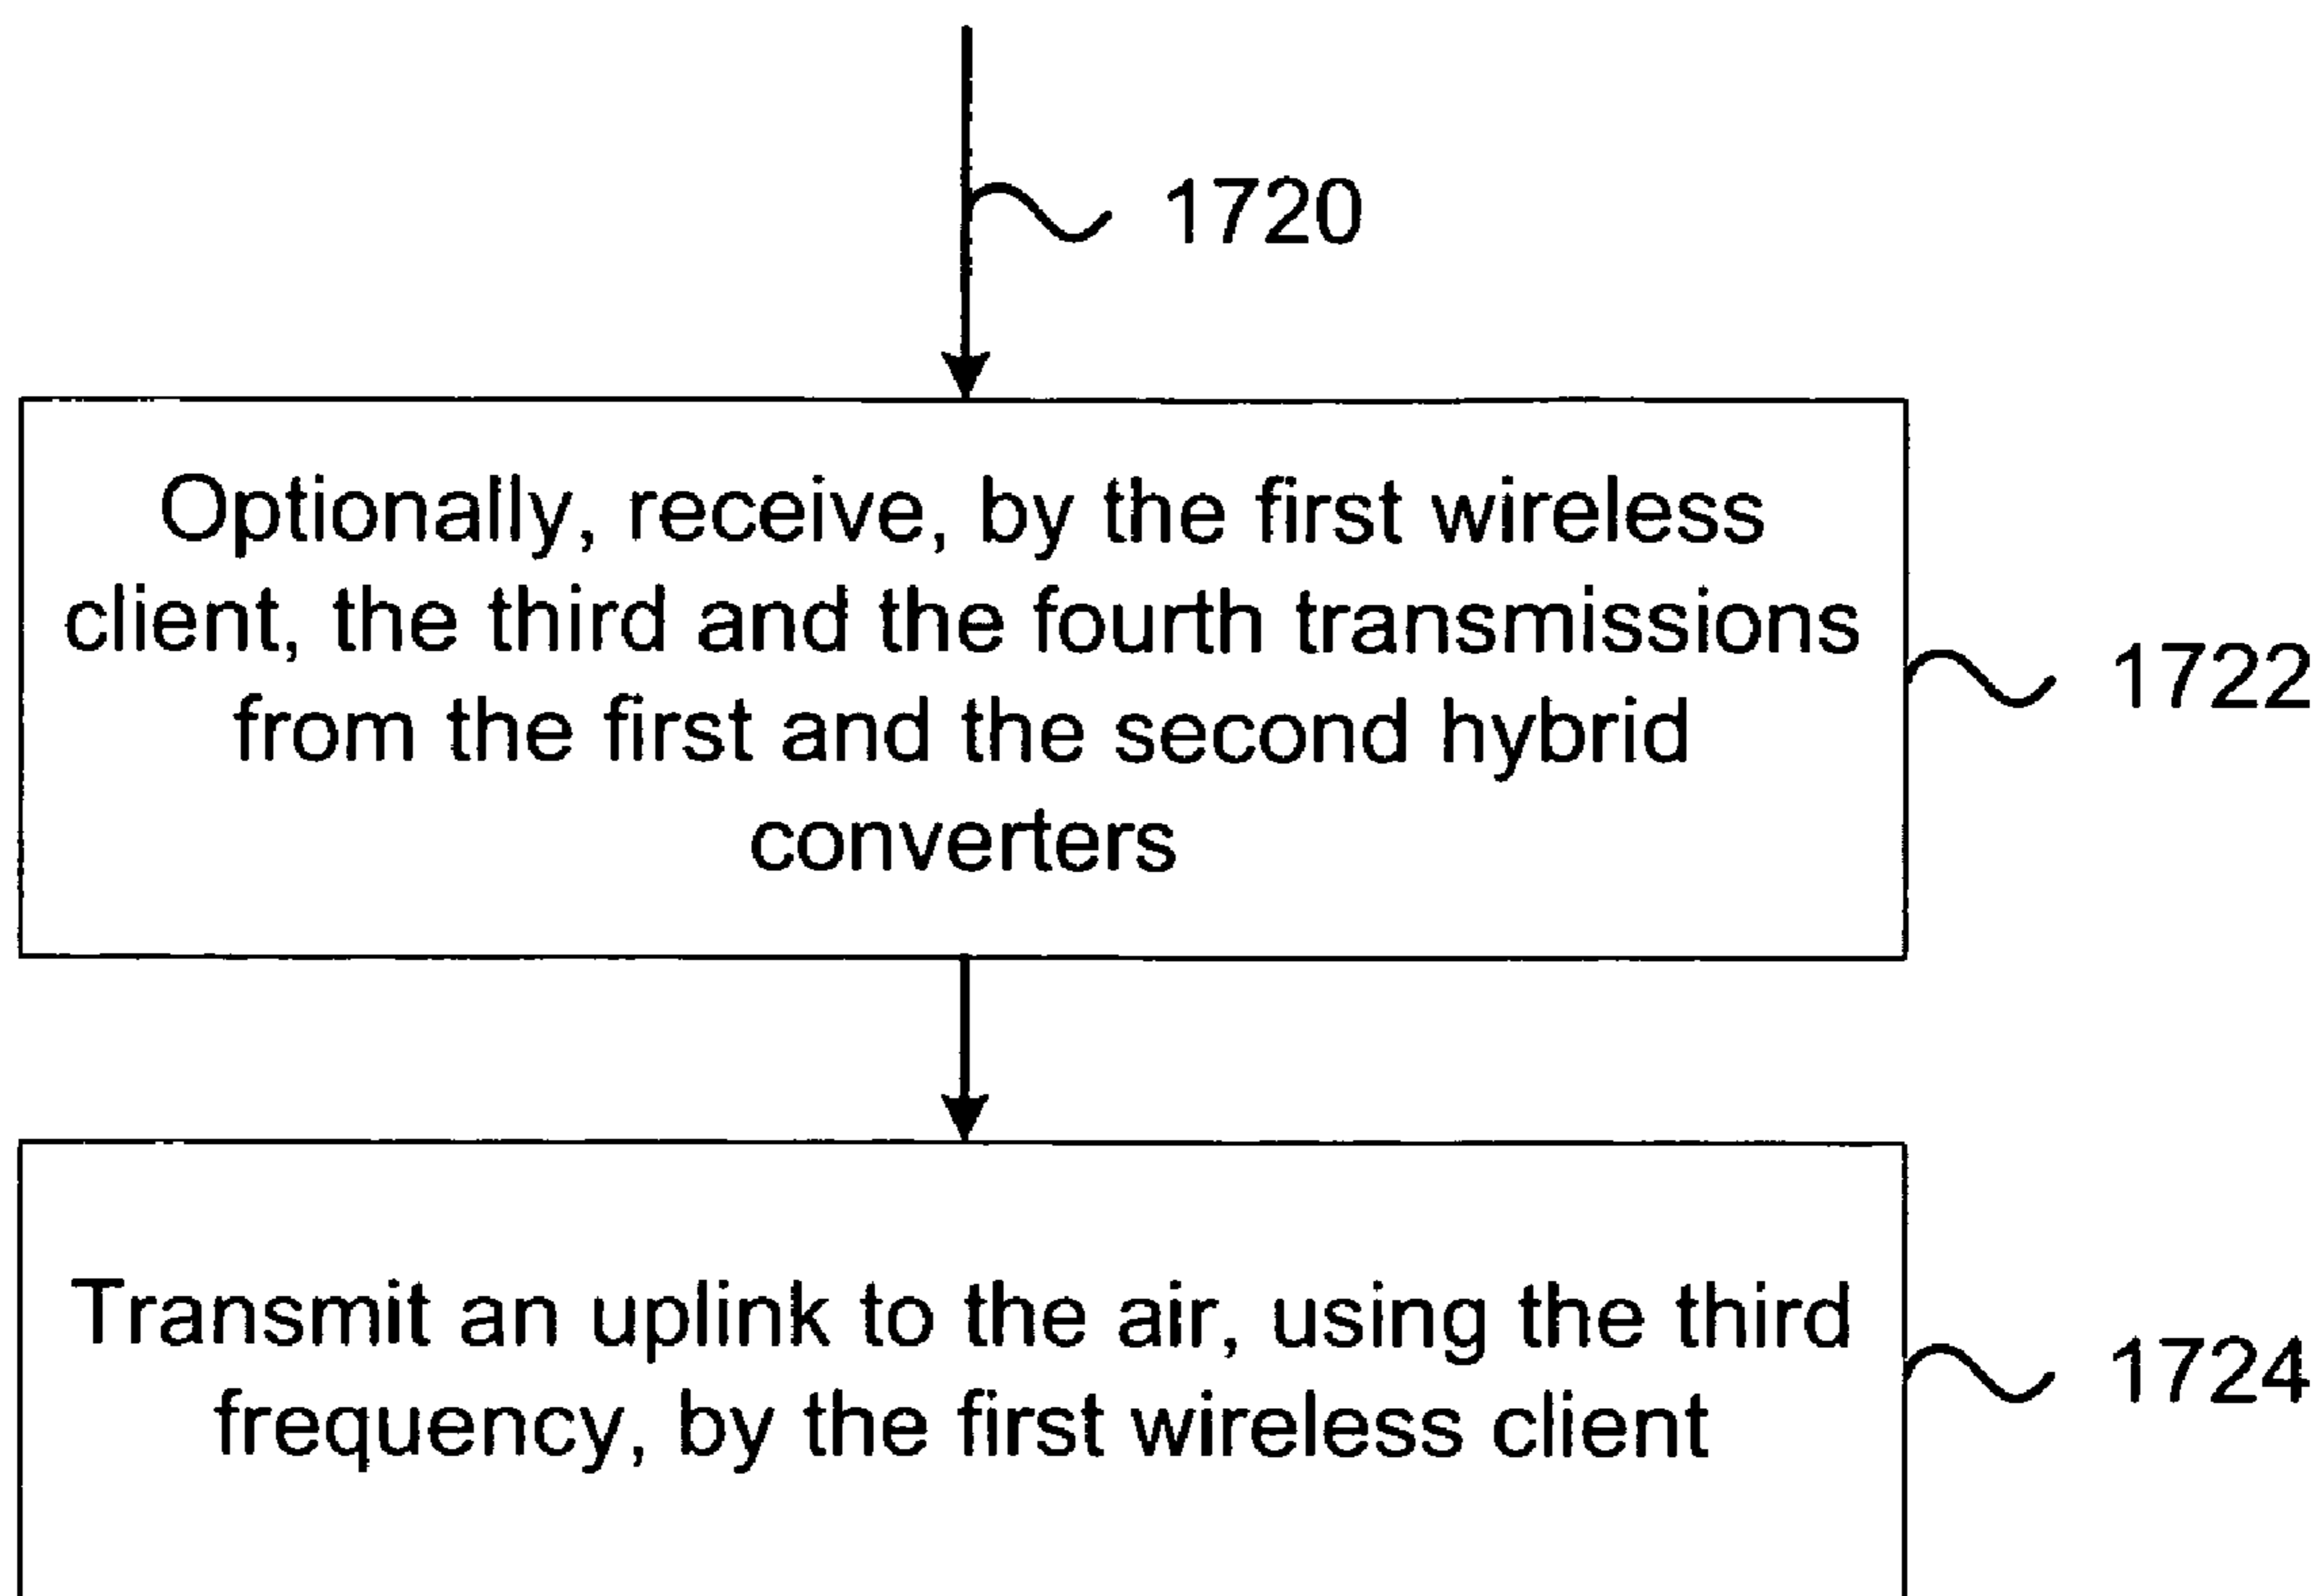 1720
Optionally, receive, by the first wireless
client, the third and the fourth transmissions
from the first and the second hybrid
converters
1722
Transmit an uplink to the air, using the third
frequency, by the first wireless client
1724